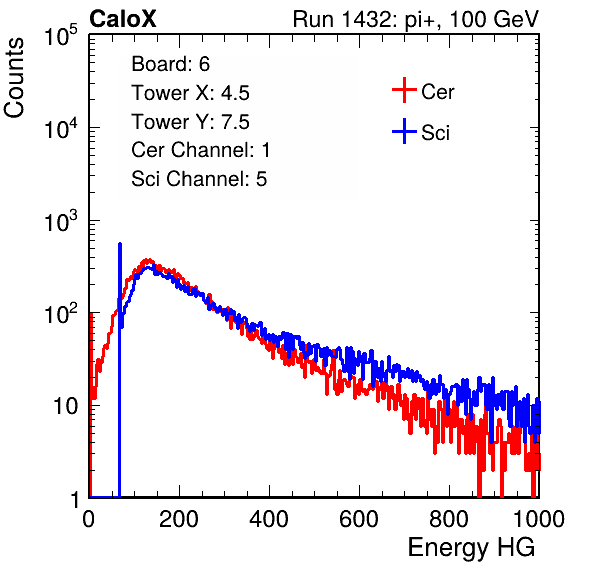 CaloX Run 1432: pi+, 100 GeV
Counts
Board: 6
Tower X: 4.5
Tower Y: 7.5
Cer Channel: 1
Sci Channel: 5
Cer
Sci
10^5
10^4
10^3
10^2
10
1
0 200 400 600 800 1000
Energy HG